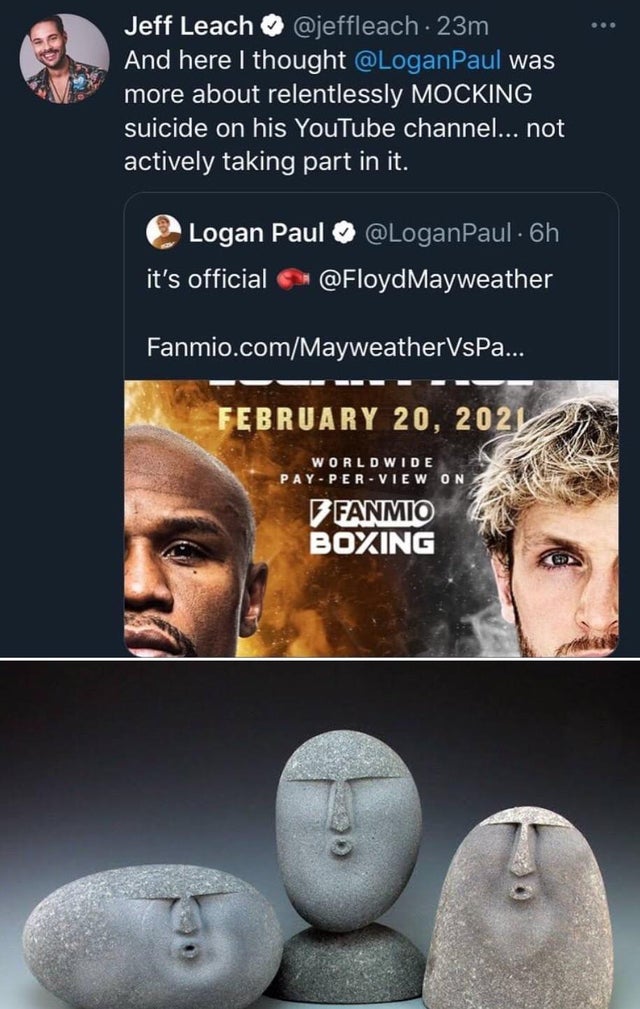 Jeff Leach @jeffleach · 23m
And here I thought @LoganPaul was
more about relentlessly MOCKING
suicide on his YouTube channel... not
actively taking part in it.
Logan Paul @LoganPaul · 6h
it's official 🥊 @FloydMayweather
Fanmio.com/MayweatherVsPa...
FEBRUARY 20, 2021
WORLDWIDE
PAY-PER-VIEW ON
FANMIO
BOXING